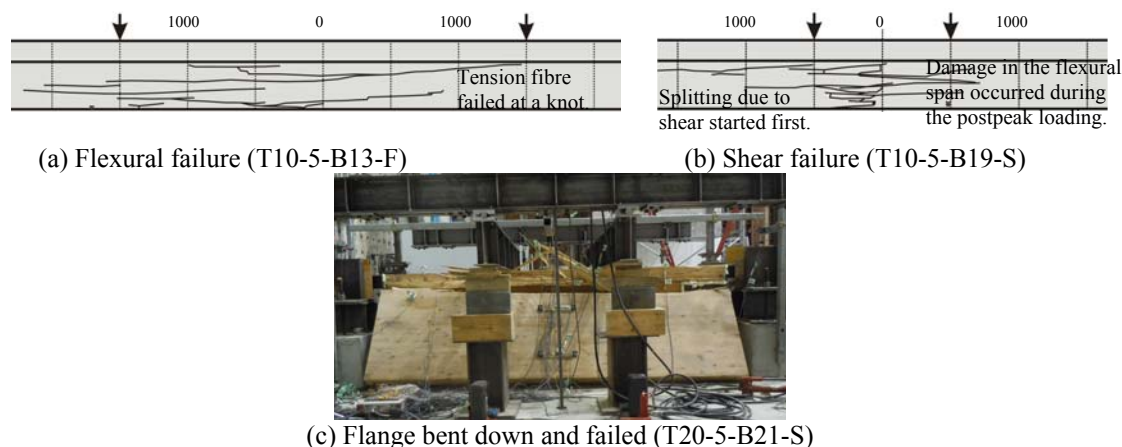 1000 0 1000
Tension fibre
failed at a knot.
(a) Flexural failure (T10-5-B13-F)
1000 0 1000
Splitting due to
shear started first.
Damage in the flexural
span occurred during
the postpeak loading.
(b) Shear failure (T10-5-B19-S)
(c) Flange bent down and failed (T20-5-B21-S)